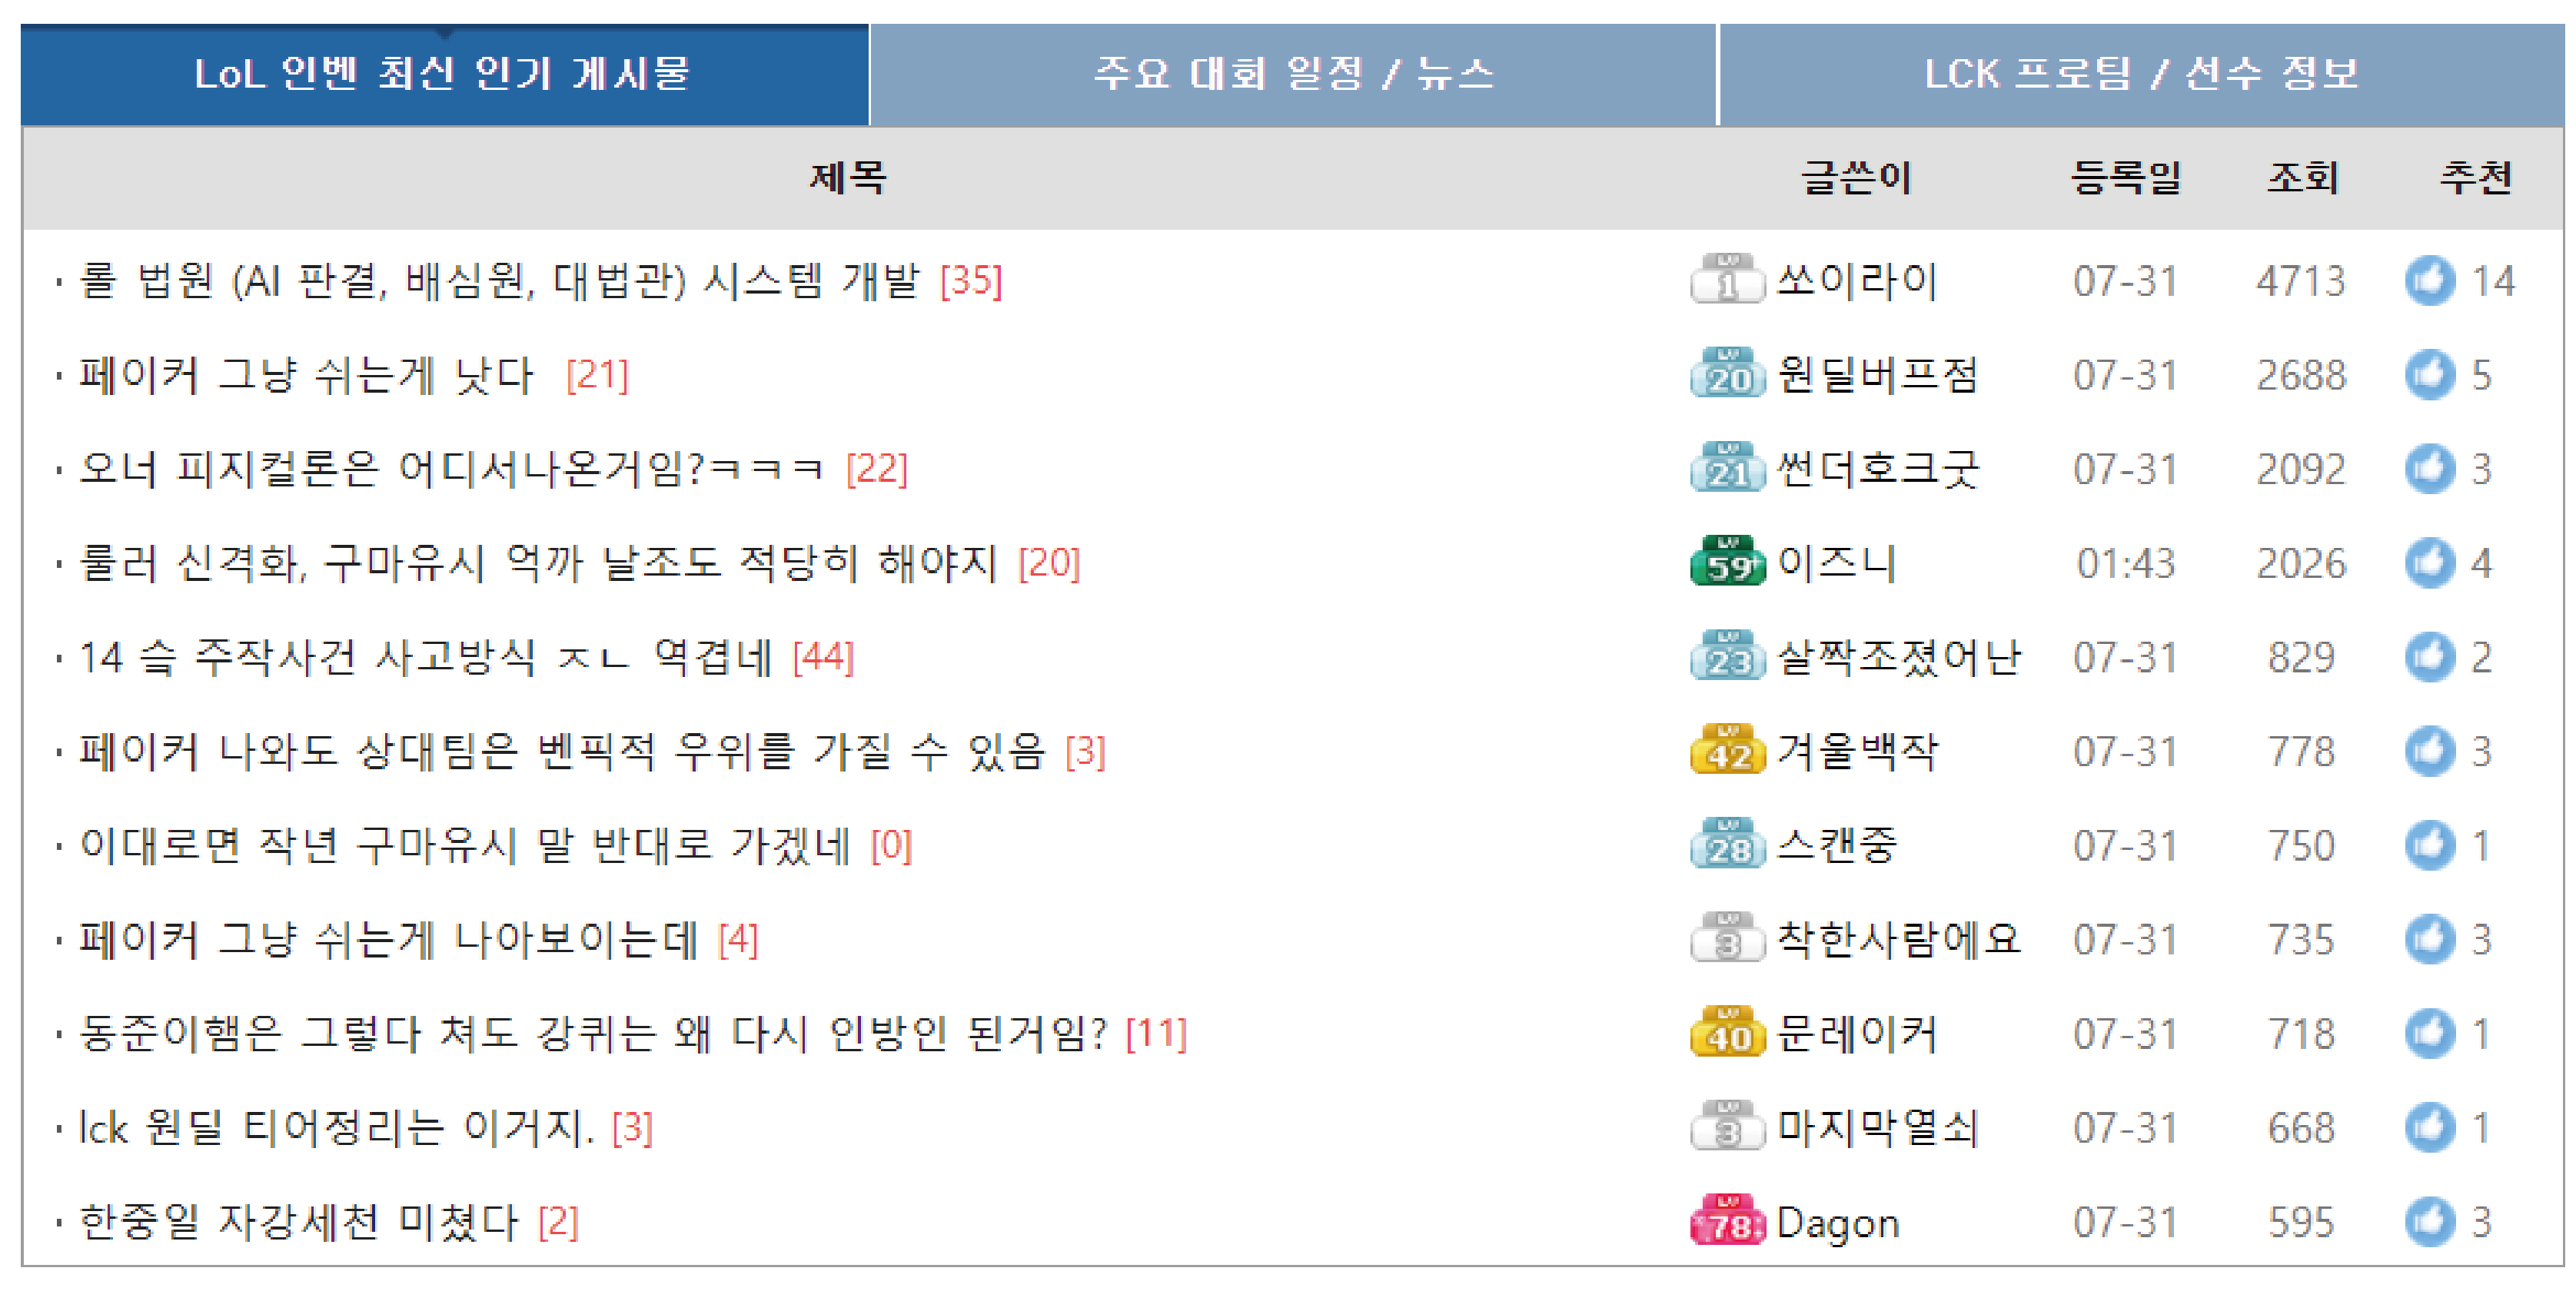 LoL 인벤 최신 인기 게시물 주요 대회 일정 / 뉴스 LCK 프로팀 / 선수 정보
제목 글쓴이 등록일 조회 추천
· 롤 법원 (AI 판결, 배심원, 대법관) 시스템 개발 [35] LV 1 쏘이라이 07-31 4713 14
· 페이커 그냥 쉬는게 낫다 [21] LV 20 원딜버프점 07-31 2688 5
· 오너 피지컬론은 어디서나온거임?ㅋㅋㅋ [22] LV 21 썬더호크굿 07-31 2092 3
· 룰러 신격화, 구마유시 억까 날조도 적당히 해야지 [20] LV 59+ 이즈니 01:43 2026 4
· 14 슼 주작사건 사고방식 ㅈㄴ 역겹네 [44] LV 23 살짝조졌어난 07-31 829 2
· 페이커 나와도 상대팀은 벤픽적 우위를 가질 수 있음 [3] LV 42 겨울백작 07-31 778 3
· 이대로면 작년 구마유시 말 반대로 가겠네 [0] LV 28 스캔중 07-31 750 1
· 페이커 그냥 쉬는게 나아보이는데 [4] LV 3 착한사람에요 07-31 735 3
· 동준이햄은 그렇다 쳐도 강퀴는 왜 다시 인방인 된거임? [11] LV 40 문레이커 07-31 718 1
· lck 원딜 티어정리는 이거지. [3] LV 3 마지막열쇠 07-31 668 1
· 한중일 자강세천 미쳤다 [2] LV 78 Dagon 07-31 595 3